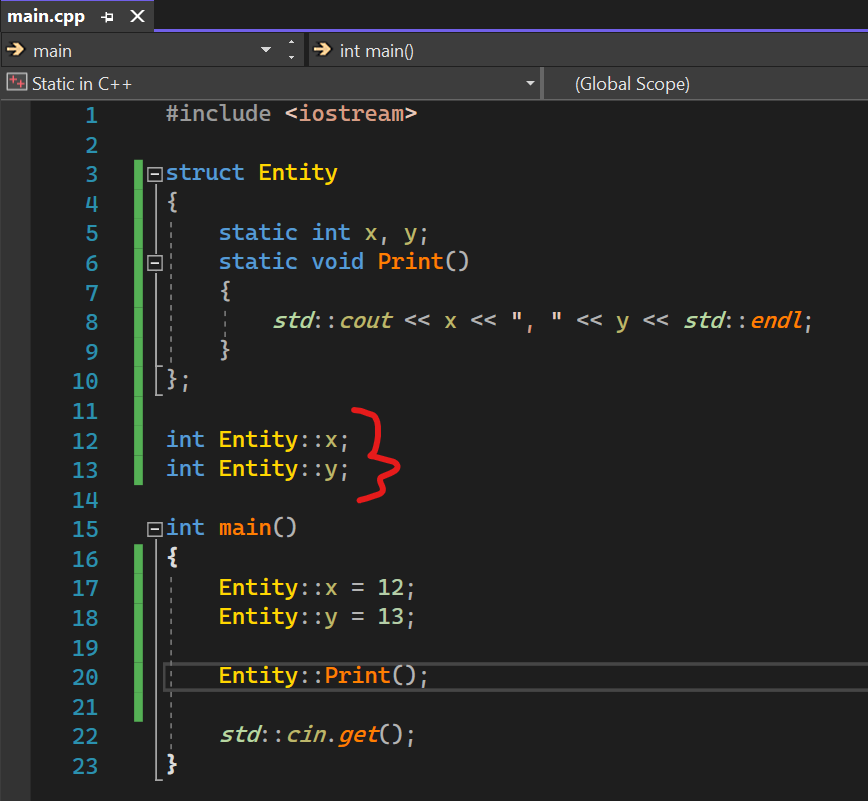 main.cpp
main int main()
Static in C++ (Global Scope)
1 #include <iostream>
2
3 struct Entity
4 {
5     static int x, y;
6     static void Print()
7     {
8         std::cout << x << ", " << y << std::endl;
9     }
10 };
11
12 int Entity::x;
13 int Entity::y;
14
15 int main()
16 {
17     Entity::x = 12;
18     Entity::y = 13;
19
20     Entity::Print();
21
22     std::cin.get();
23 }